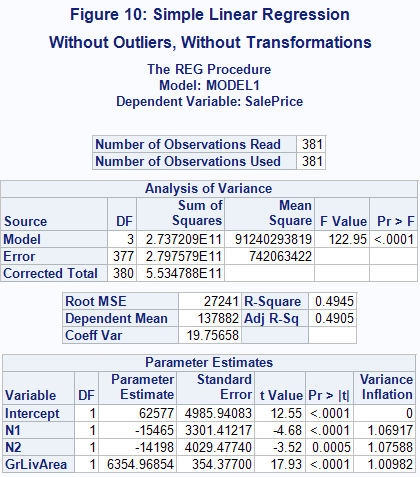 Figure 10: Simple Linear Regression
Without Outliers, Without Transformations
The REG Procedure
Model: MODEL1
Dependent Variable: SalePrice
Number of Observations Read 381
Number of Observations Used 381
Analysis of Variance
Source DF Sum of Squares Mean Square F Value Pr > F
Model 3 2.737209E11 91240293819 122.95 <.0001
Error 377 2.797579E11 742063422
Corrected Total 380 5.534788E11
Root MSE 27241 R-Square 0.4945
Dependent Mean 137882 Adj R-Sq 0.4905
Coeff Var 19.75658
Parameter Estimates
Variable DF Parameter Estimate Standard Error t Value Pr > |t| Variance Inflation
Intercept 1 62577 4985.94083 12.55 <.0001 0
N1 1 -15465 3301.41217 -4.68 <.0001 1.06917
N2 1 -14198 4029.47740 -3.52 0.0005 1.07588
GrLivArea 1 6354.96854 354.37700 17.93 <.0001 1.00982